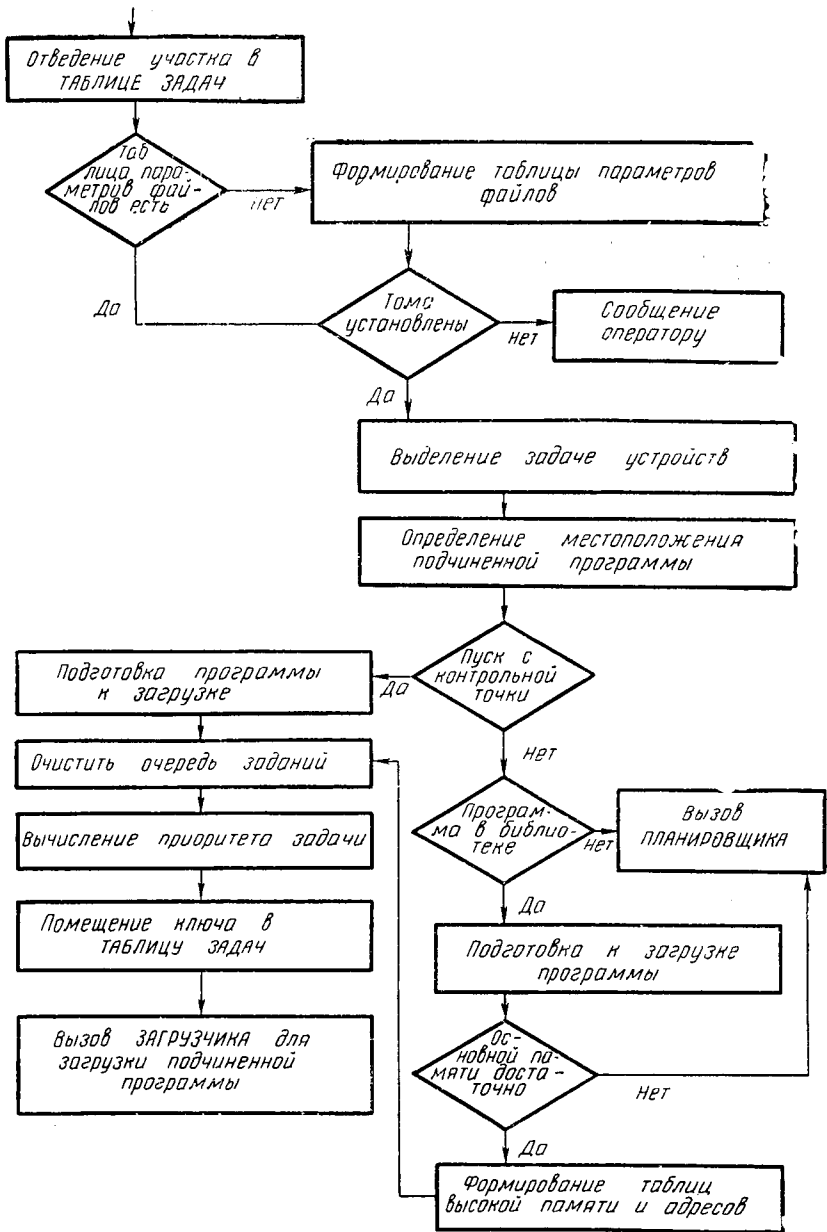 Отведение участка в
ТАБЛИЦЕ ЗАДАЧ
Таб
лица пара-
метров фай-
лов есть
нет
Формирование таблицы параметров
файлов
Да
Тома
установлены
нет
Сообщение
оператору
Да
Выделение задаче устройств
Определение местоположения
подчиненной программы
Пуск с
контрольной
точки
Да
Подготовка программы
к загрузке
Нет
Очистить очередь заданий
Програм-
ма в библио-
теке
нет
Вызов
ПЛАНИРОВЩИКА
Вычисление приоритета задачи
Да
Помещение ключа в
ТАБЛИЦУ ЗАДАЧ
Подготовка к загрузке
программы
Вызов ЗАГРУЗЧИКА для
загрузки подчиненной
программы
Ос-
новной па-
мяти доста-
точно
Нет
Да
Формирование таблиц
высокой памяти и адресов